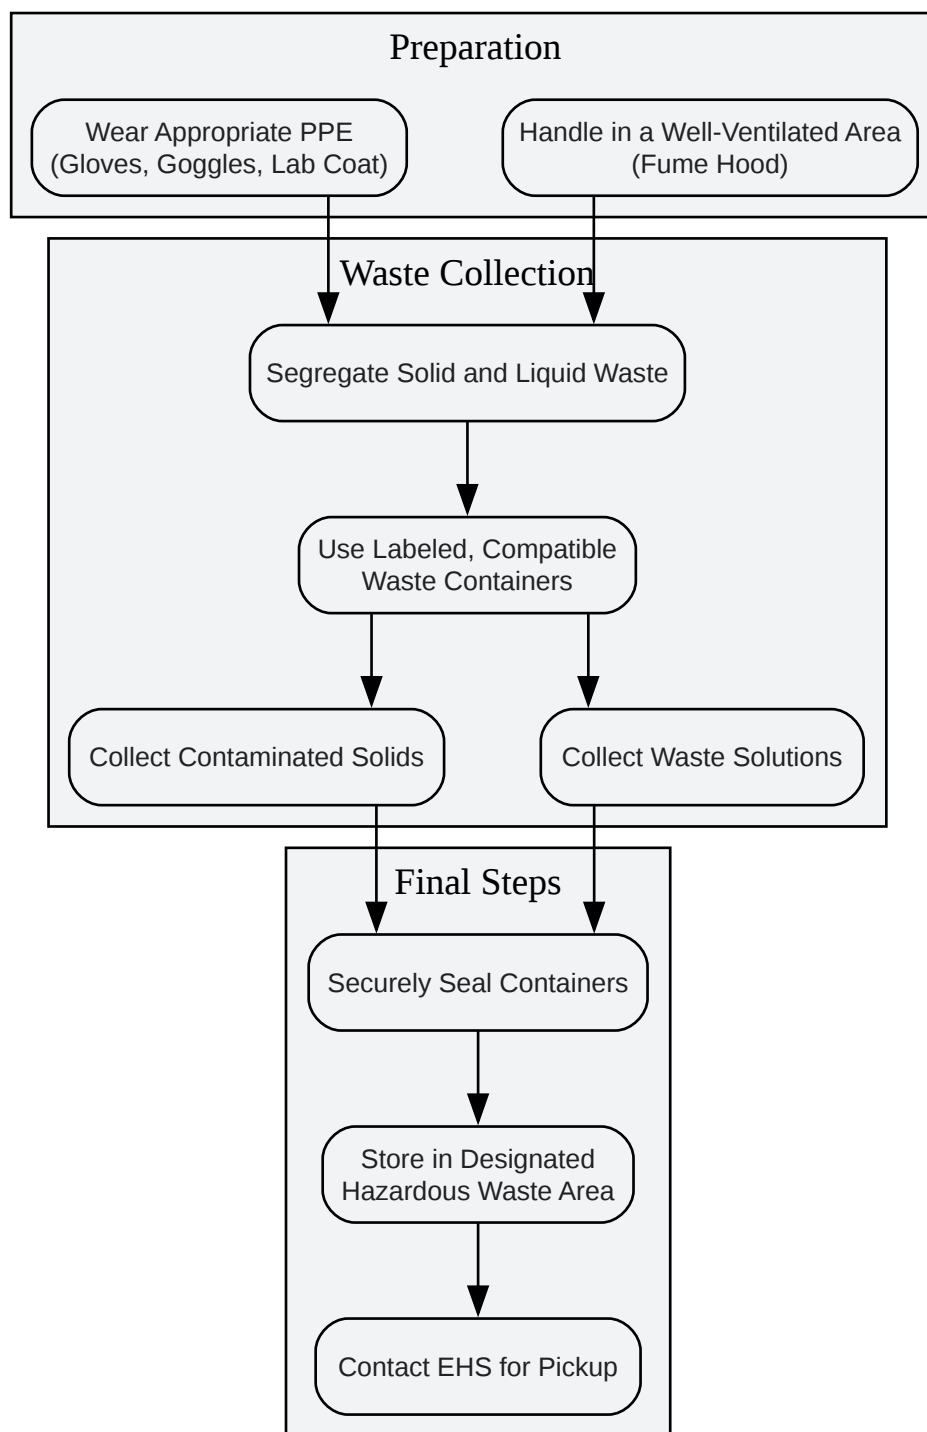 Preparation
Wear Appropriate PPE
(Gloves, Goggles, Lab Coat)
Handle in a Well-Ventilated Area
(Fume Hood)
Waste Collection
Segregate Solid and Liquid Waste
Use Labeled, Compatible
Waste Containers
Collect Contaminated Solids
Collect Waste Solutions
Final Steps
Securely Seal Containers
Store in Designated
Hazardous Waste Area
Contact EHS for Pickup